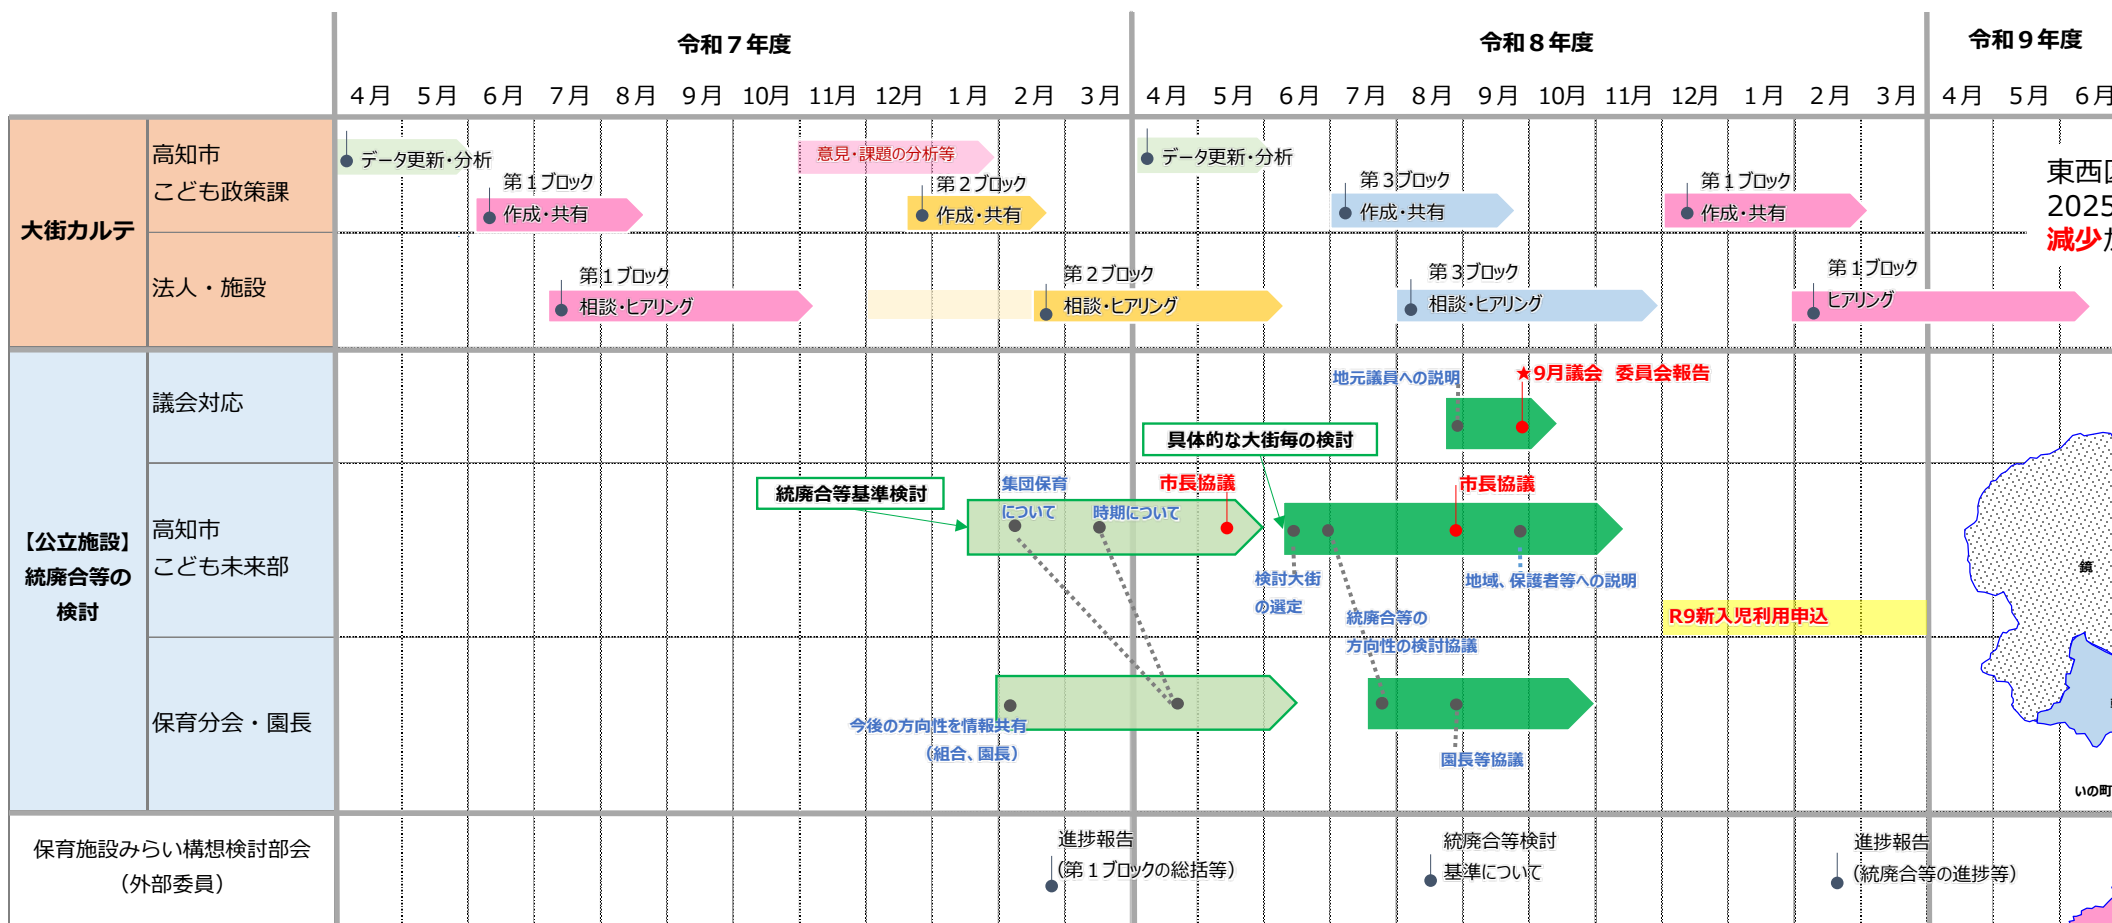 令和７年度
令和８年度
令和９年度
４月 ５月 ６月 ７月 ８月 ９月 10月 11月 12月 １月 ２月 ３月 ４月 ５月 ６月 ７月 ８月 ９月 10月 11月 12月 １月 ２月 ３月 ４月 ５月 ６月
大街カルテ
高知市
こども政策課
データ更新・分析
第１ブロック
作成・共有
意見・課題の分析等
第２ブロック
作成・共有
データ更新・分析
第３ブロック
作成・共有
第１ブロック
作成・共有
東西
2025
減少
法人・施設
第１ブロック
相談・ヒアリング
第２ブロック
相談・ヒアリング
第３ブロック
相談・ヒアリング
第１ブロック
ヒアリング
【公立施設】
統廃合等の
検討
議会対応
地元議員への説明
★9月議会 委員会報告
具体的な大街毎の検討
高知市
こども未来部
統廃合等基準検討
集団保育
について
時期について
市長協議
市長協議
検討大街
の選定
地域、保護者等への説明
統廃合等の
方向性の検討協議
R9新入児利用申込
保育分会・園長
今後の方向性を情報共有
（組合、園長）
園長等協議
鏡
いの町
保育施設みらい構想検討部会
（外部委員）
進捗報告
（第１ブロックの総括等）
統廃合等検討
基準について
進捗報告
（統廃合等の進捗等）